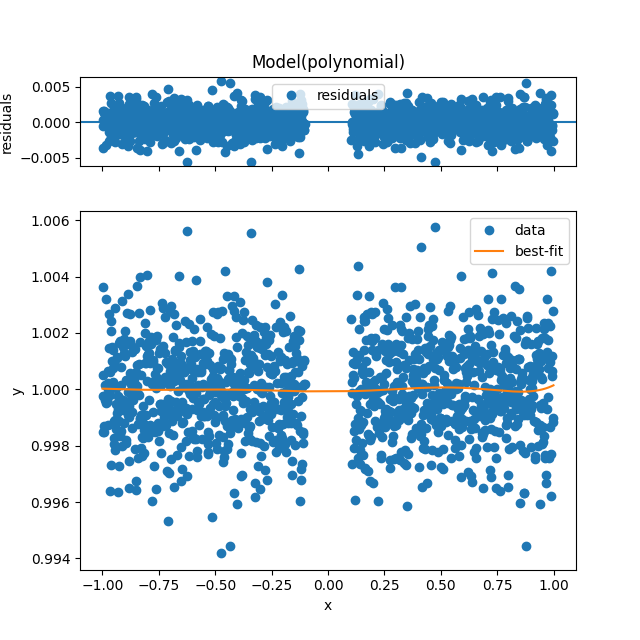 Model(polynomial)
0.005
0.000
−0.005
residuals
residuals
1.006
1.004
1.002
1.000
0.998
0.996
0.994
y
data
best-fit
−1.00 −0.75 −0.50 −0.25 0.00 0.25 0.50 0.75 1.00
x